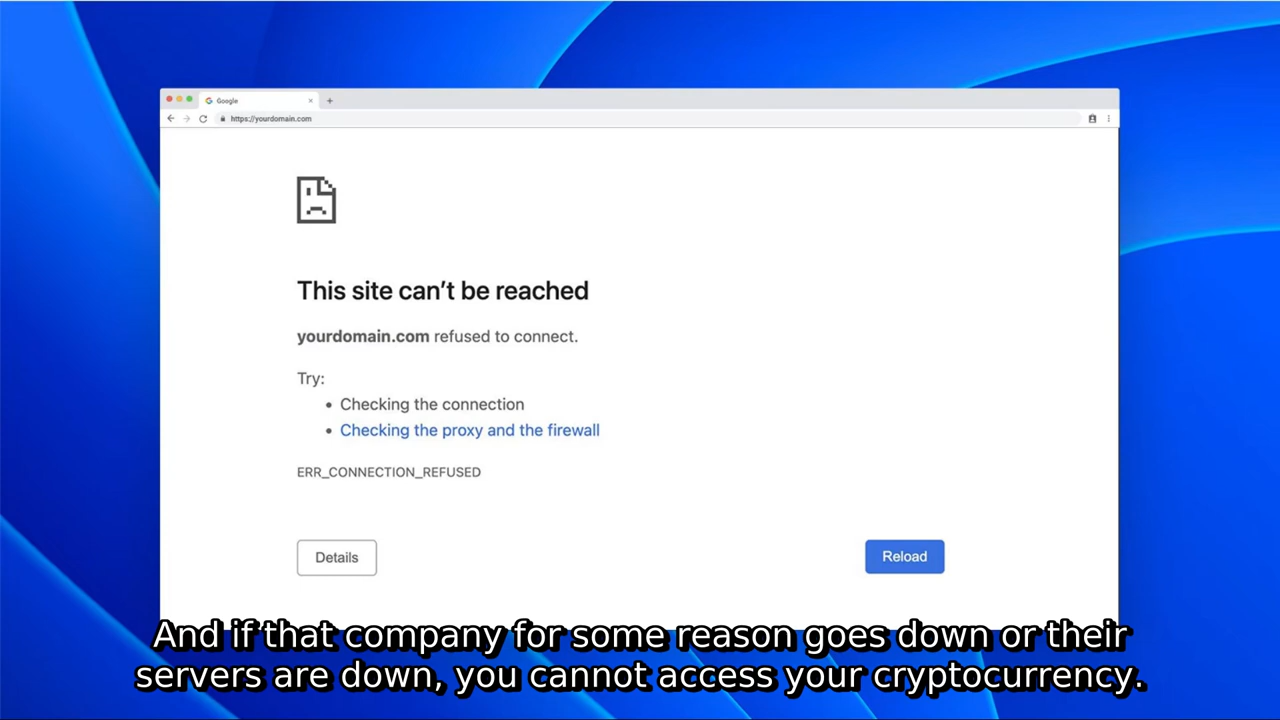 Google
https://yourdomain.com
This site can’t be reached
yourdomain.com refused to connect.
Try:
• Checking the connection
• Checking the proxy and the firewall
ERR_CONNECTION_REFUSED
Details
Reload
And if that company for some reason goes down or their
servers are down, you cannot access your cryptocurrency.